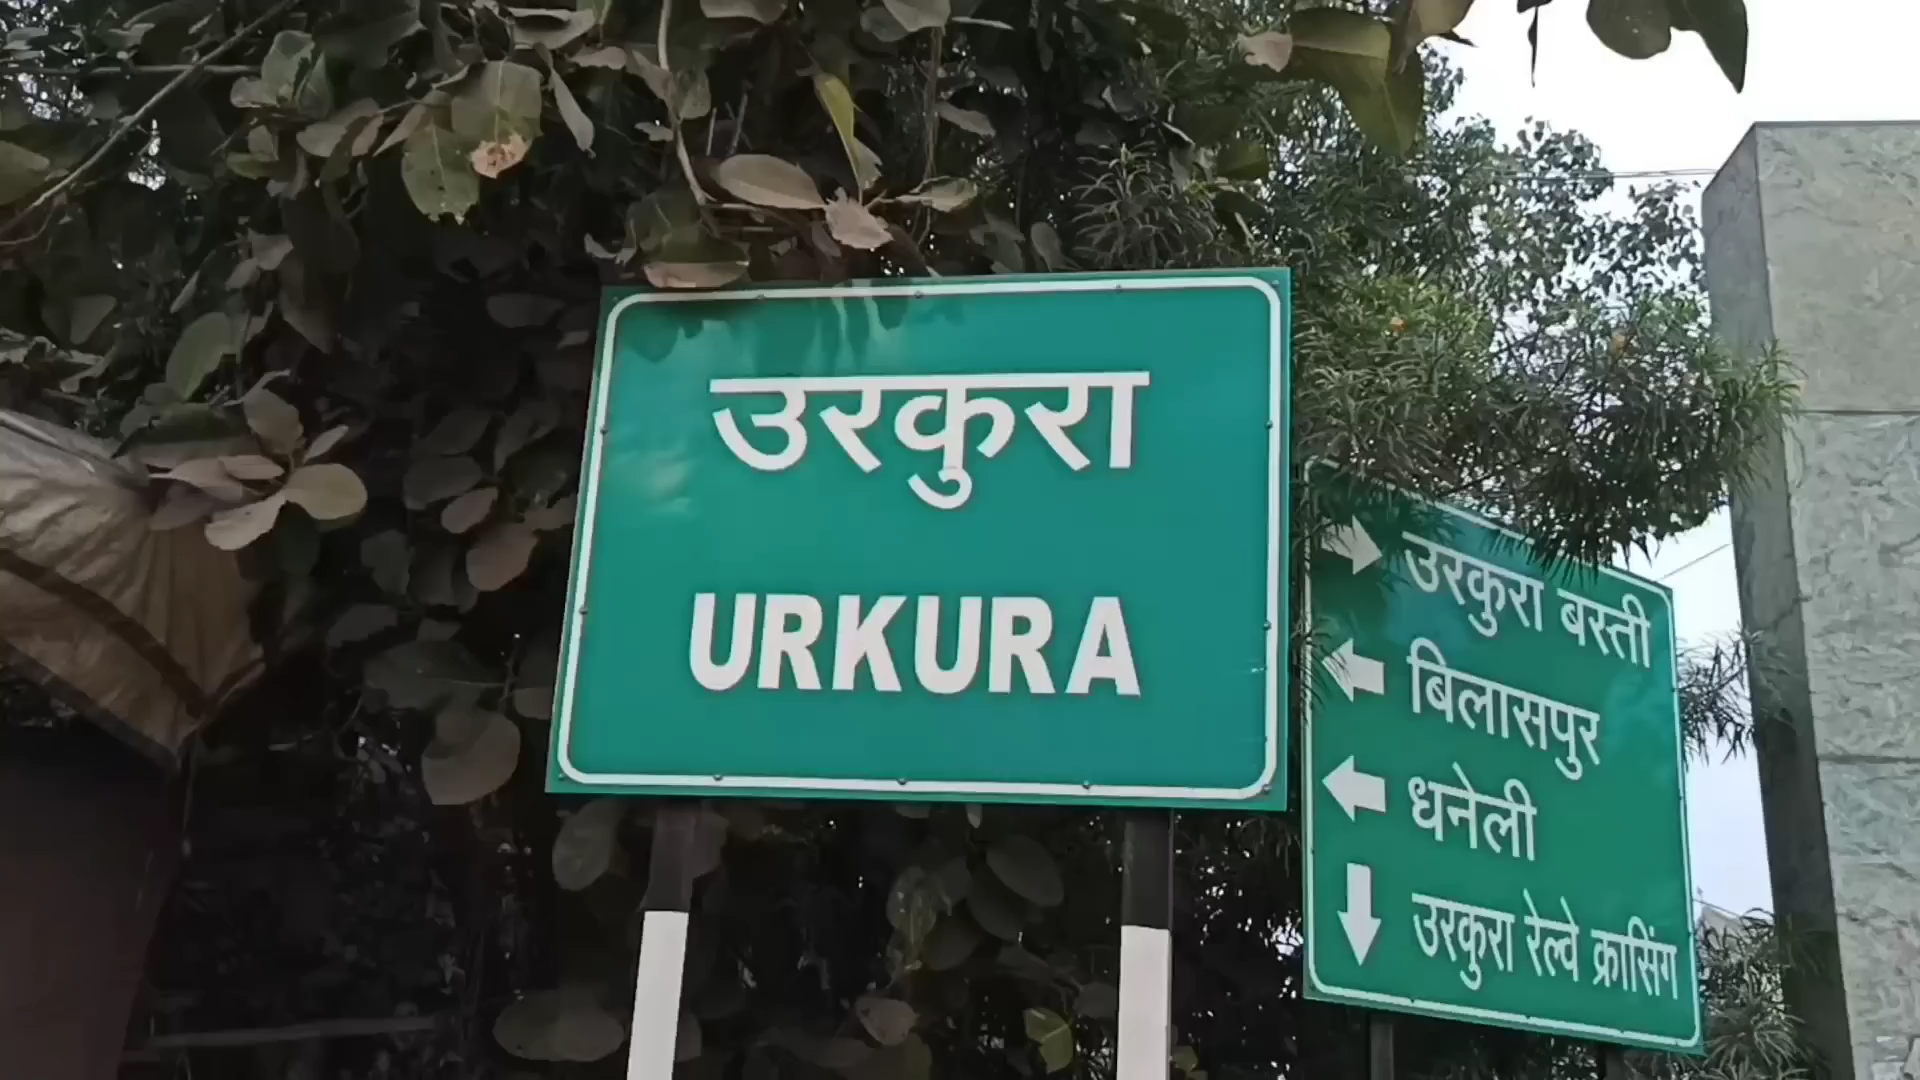 उरकुरा
URKURA
उरकुरा बस्ती
बिलासपुर
धनेली
उरकुरा रेल्वे क्रासिंग